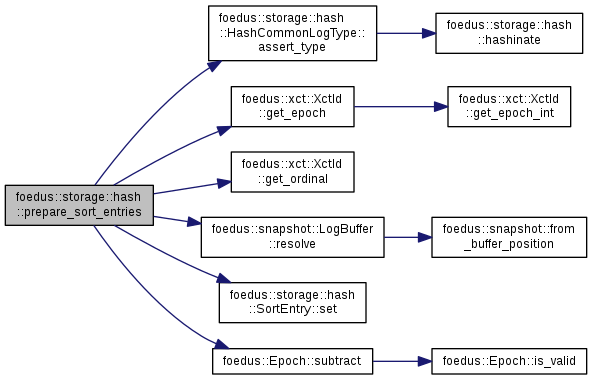 foedus::storage::hash
::HashCommonLogType::
assert_type
foedus::storage::hash
::hashinate
foedus::xct::XctId
::get_epoch
foedus::xct::XctId
::get_epoch_int
foedus::xct::XctId
::get_ordinal
foedus::storage::hash
::prepare_sort_entries
foedus::snapshot::LogBuffer
::resolve
foedus::snapshot::from
_buffer_position
foedus::storage::hash
::SortEntry::set
foedus::Epoch::subtract
foedus::Epoch::is_valid